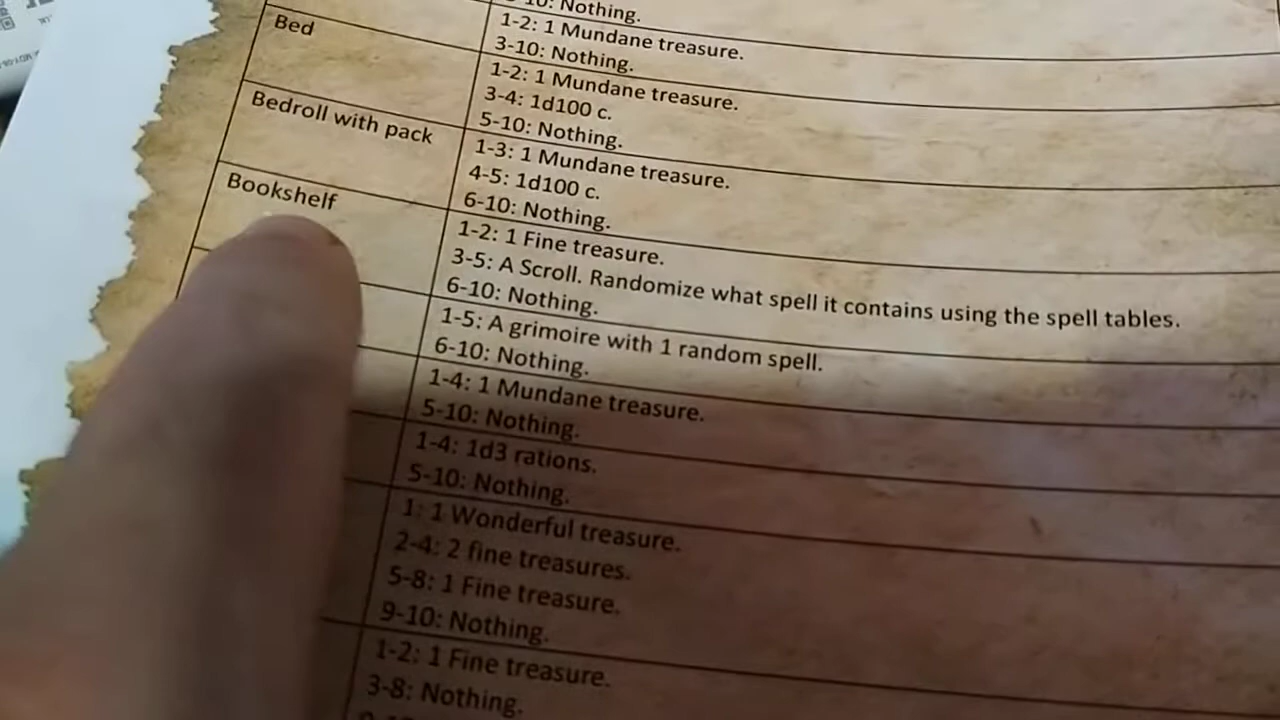 10: Nothing.
Bed
1-2: 1 Mundane treasure.
3-10: Nothing.
1-2: 1 Mundane treasure.
3-4: 1d100 c.
5-10: Nothing.
Bedroll with pack
1-3: 1 Mundane treasure.
4-5: 1d100 c.
6-10: Nothing.
Bookshelf
1-2: 1 Fine treasure.
3-5: A Scroll. Randomize what spell it contains using the spell tables.
6-10: Nothing.
1-5: A grimoire with 1 random spell.
6-10: Nothing.
1-4: 1 Mundane treasure.
5-10: Nothing.
1-4: 1d3 rations.
5-10: Nothing.
1: 1 Wonderful treasure.
2-4: 2 fine treasures.
5-8: 1 Fine treasure.
9-10: Nothing.
1-2: 1 Fine treasure.
3-8: Nothing.